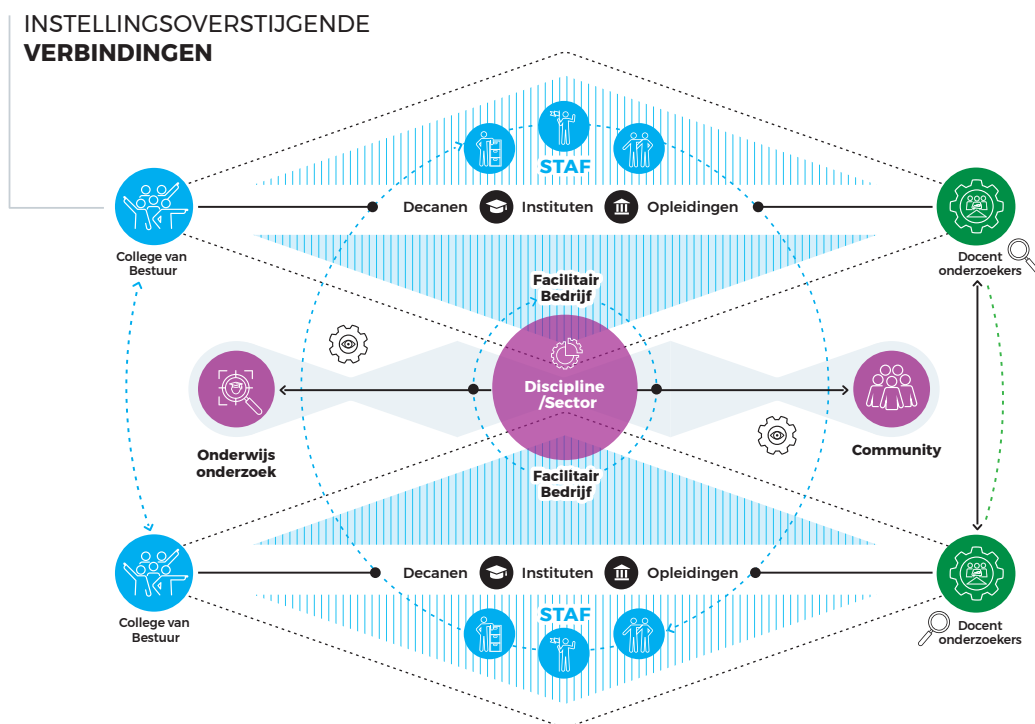 INSTELLINGSOVERSTIJGENDE
VERBINDINGEN
STAF
Decanen Instituten Opleidingen
College van
Bestuur
Docent
onderzoekers
Facilitair
Bedrijf
Discipline
/Sector
Onderwijs
onderzoek
Community
Facilitair
Bedrijf
Decanen Instituten Opleidingen
STAF
College van
Bestuur
Docent
onderzoekers